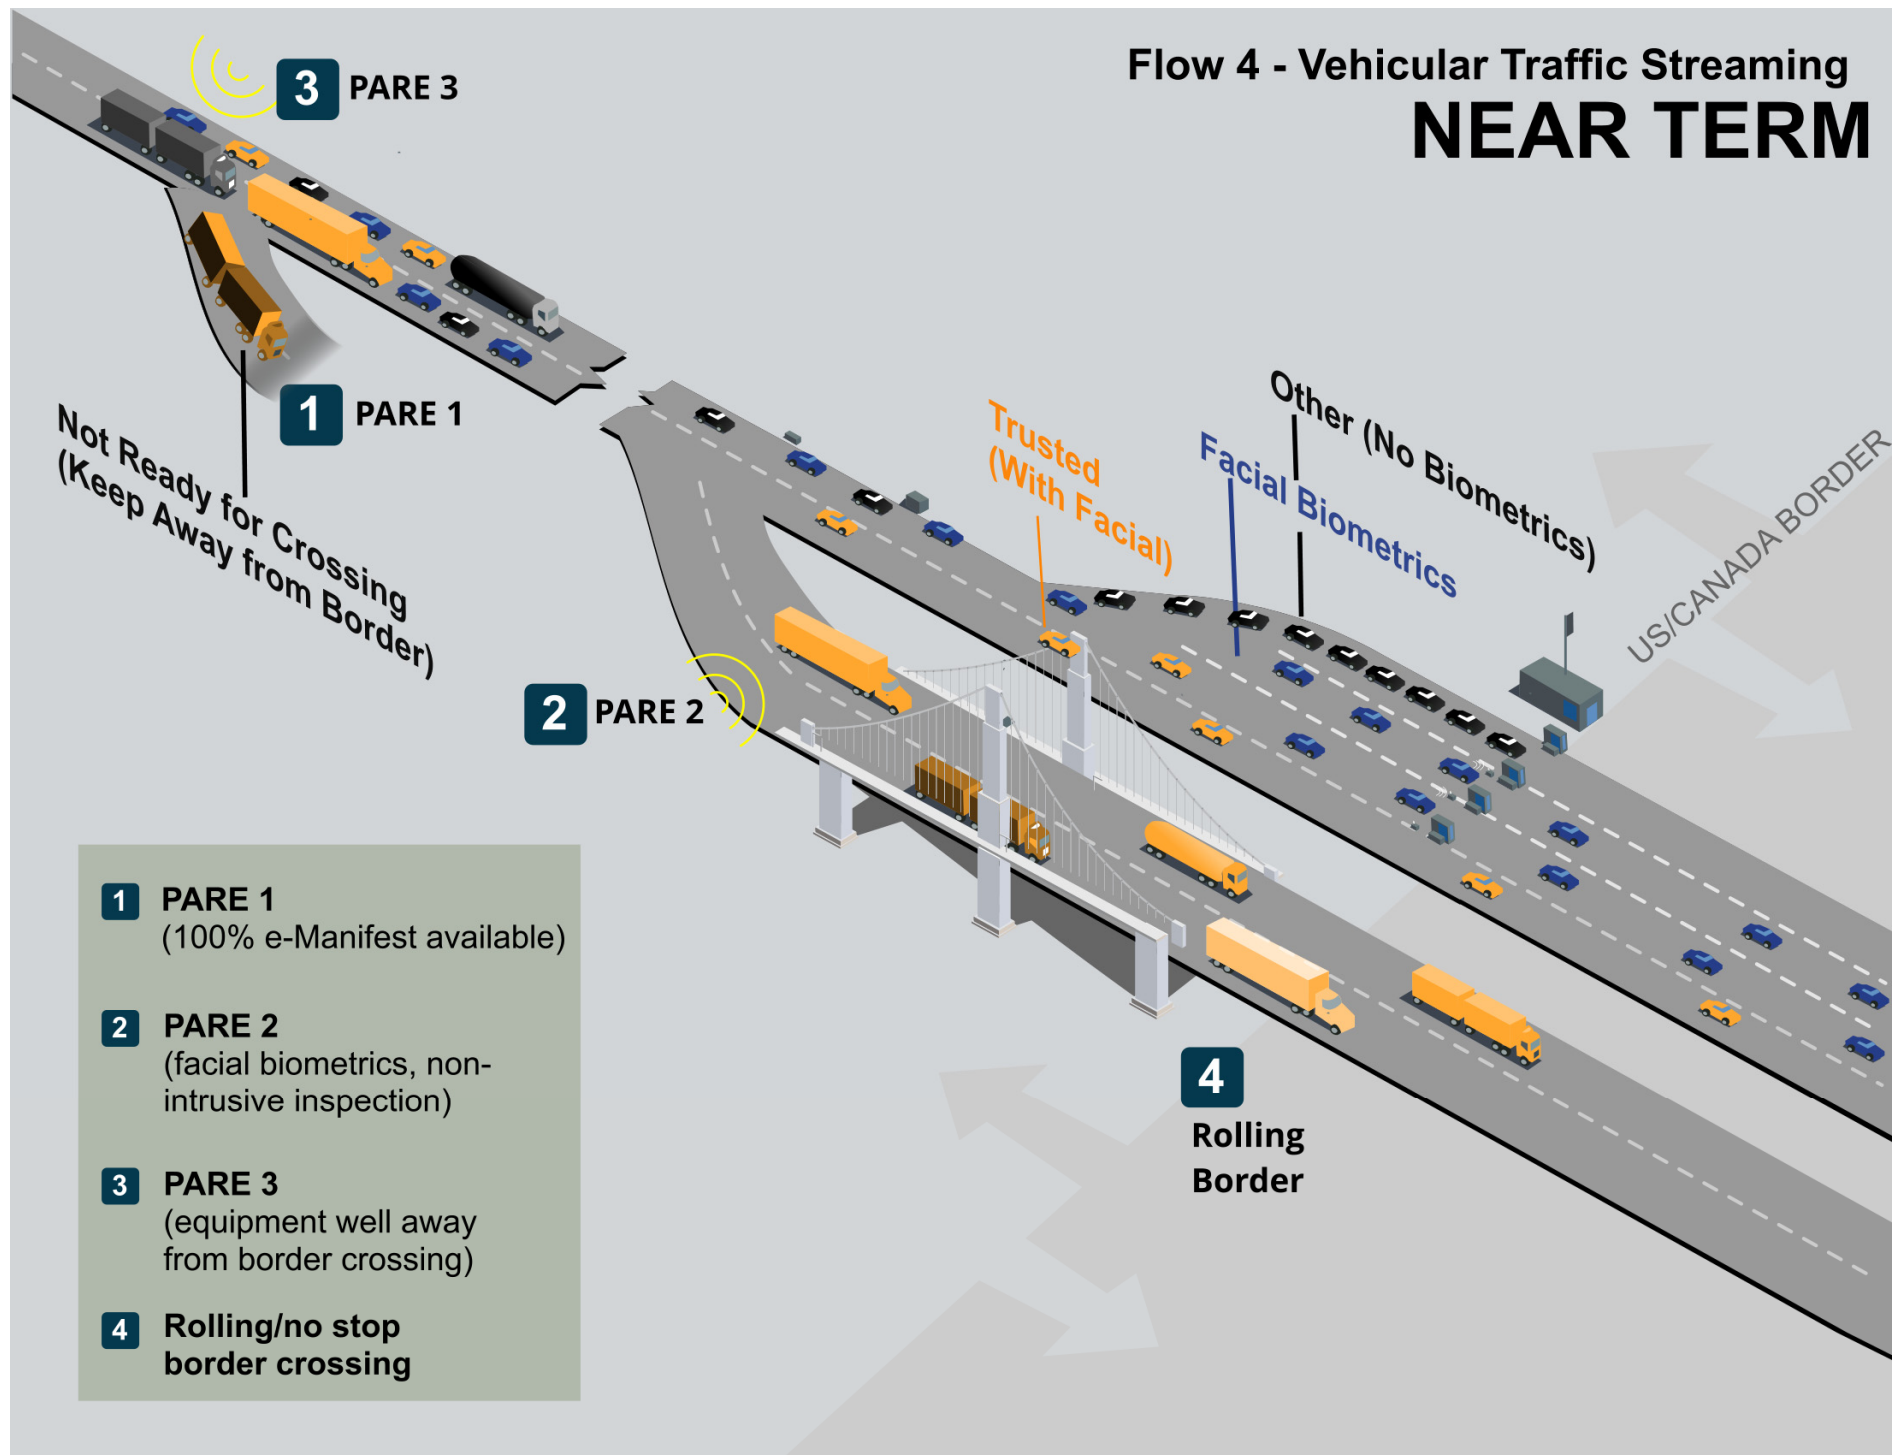 Flow 4 - Vehicular Traffic Streaming
NEAR TERM
3 PARE 3
1 PARE 1
Not Ready for Crossing
(Keep Away from Border)
Trusted
(With Facial)
Facial Biometrics
Other (No Biometrics)
US/CANADA BORDER
2 PARE 2
4
Rolling
Border
1 PARE 1
(100% e-Manifest available)
2 PARE 2
(facial biometrics, non-
intrusive inspection)
3 PARE 3
(equipment well away
from border crossing)
4 Rolling/no stop
border crossing